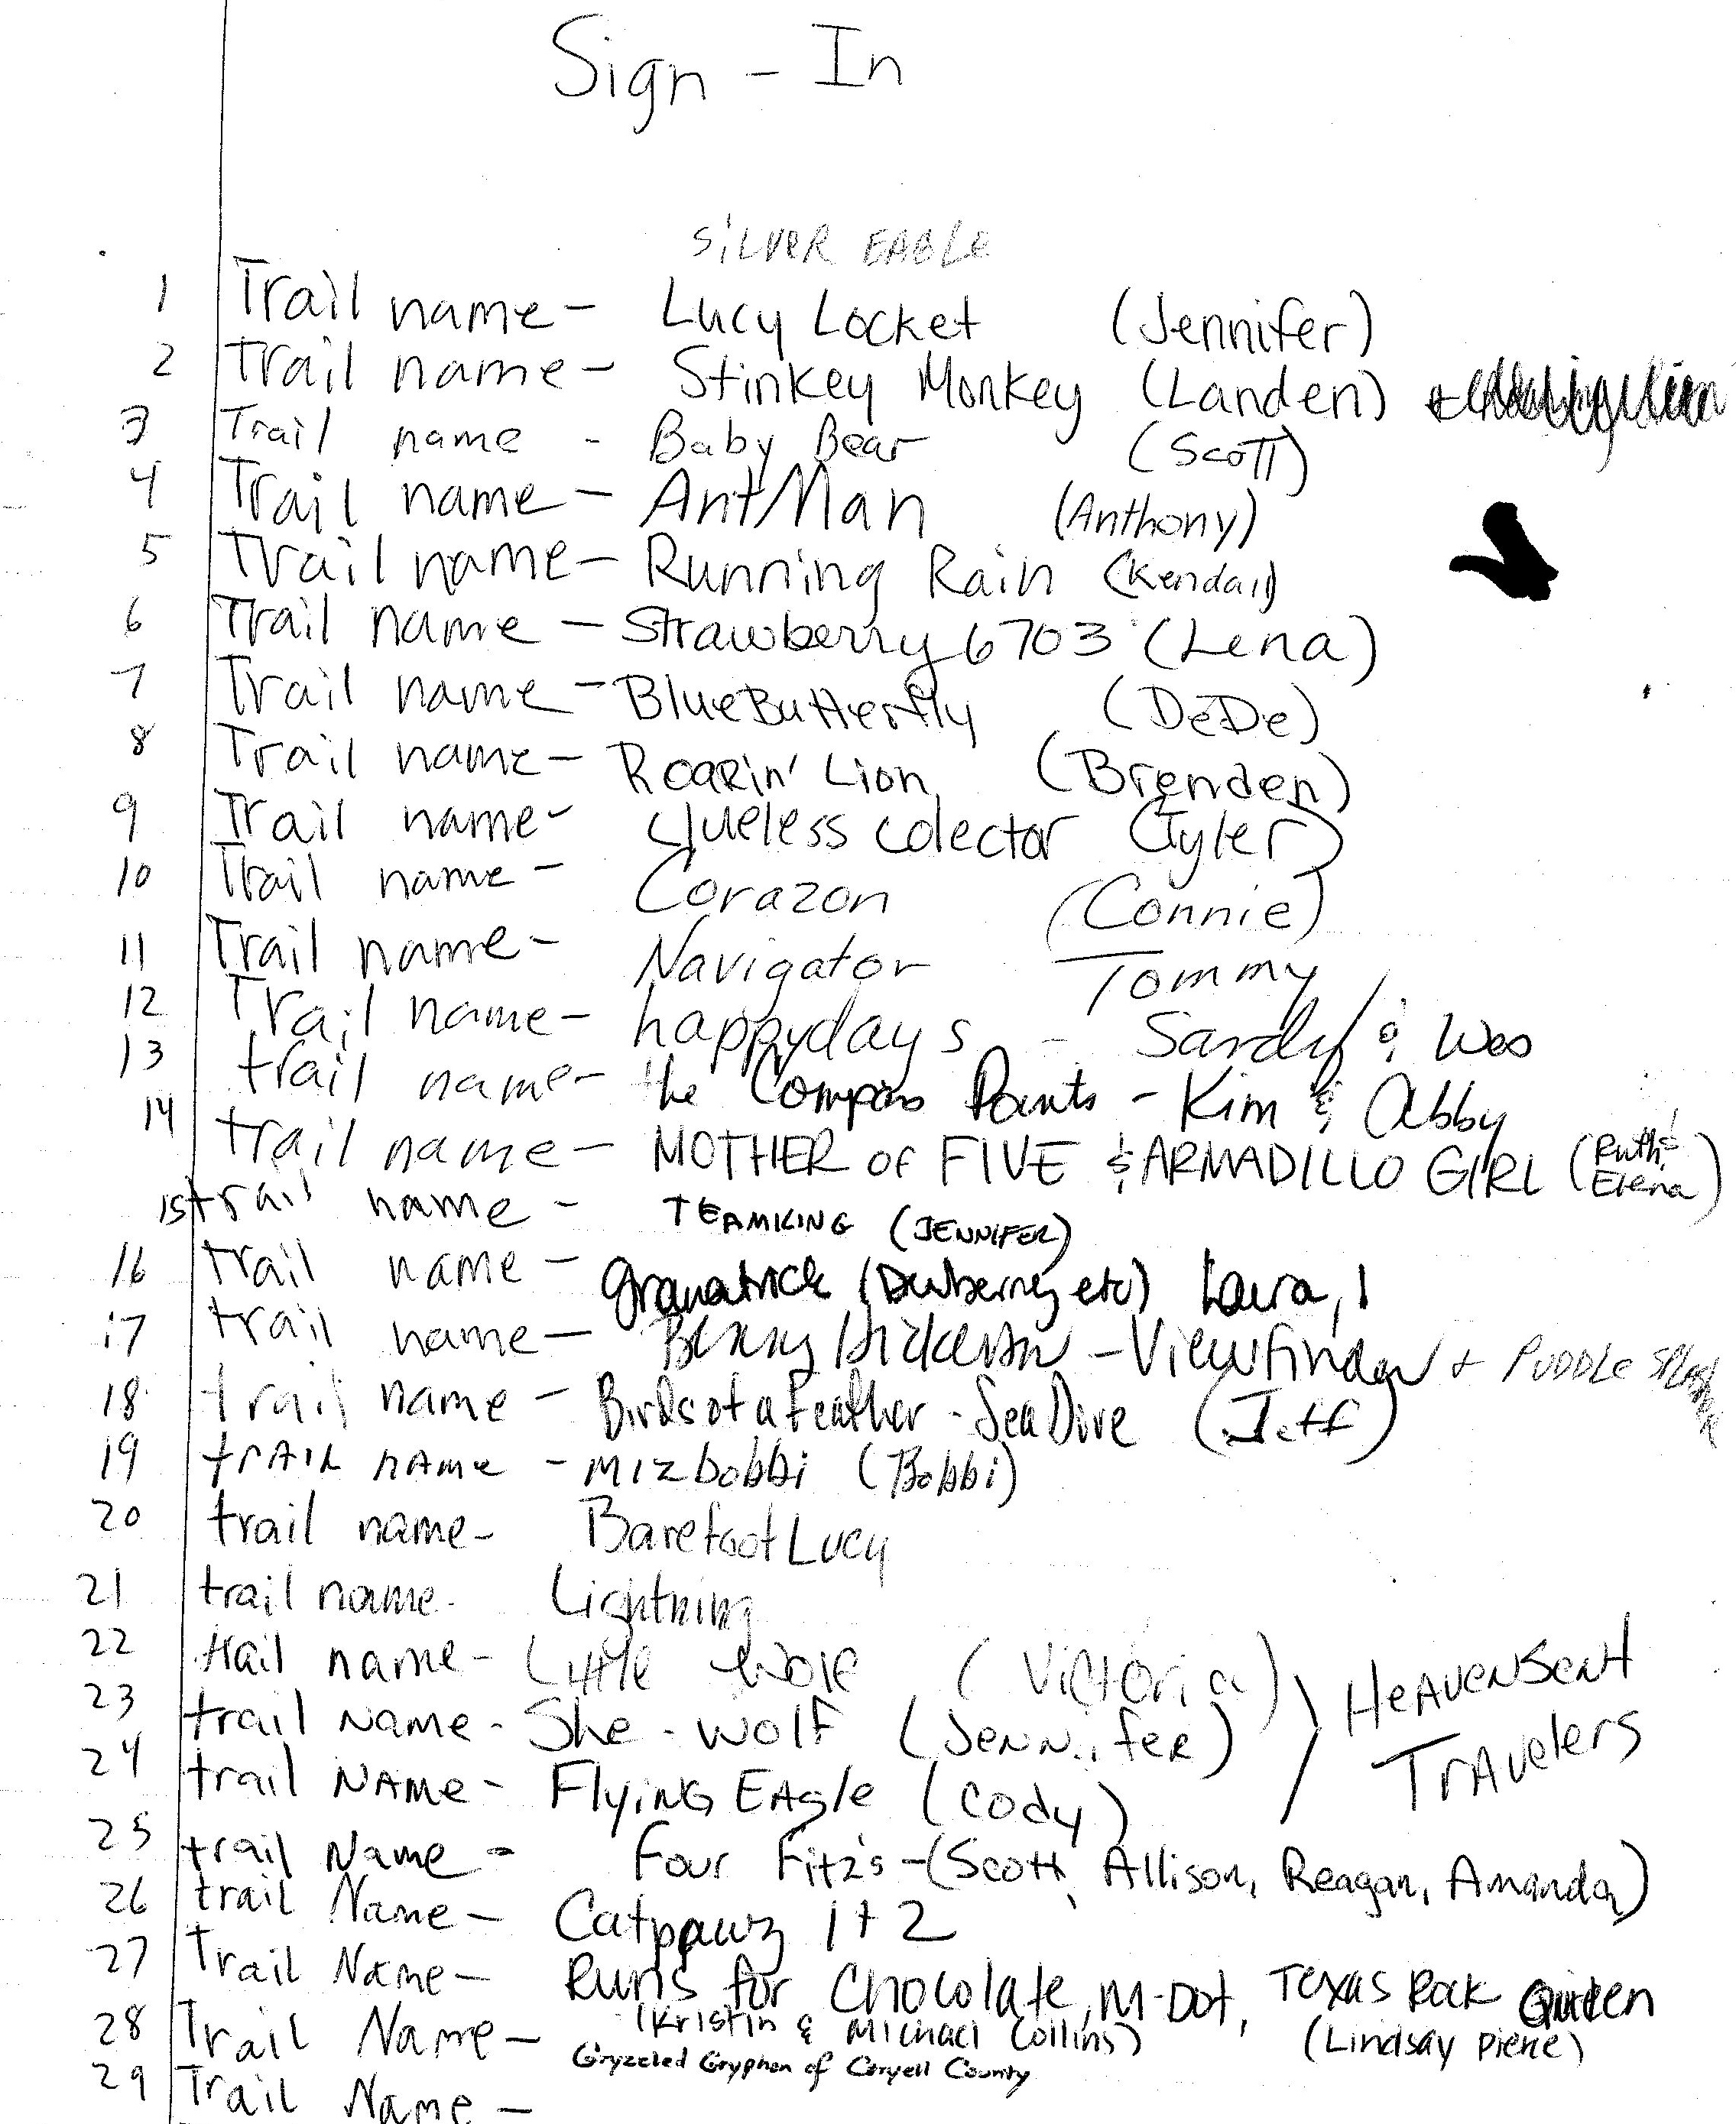 Sign - In
SiLVER EAGLe
1 Trail name - Lucy Locket (Jennifer)
2 Trail name - Stinkey Monkey (Landen) +
3 Trail name - Baby Bear (Scott)
4 Trail name - AntMan (Anthony)
5 Trail name - Running Rain (Kendall)
6 Trail name - Strawberry6703 (Lena)
7 Trail name - BlueButterfly (DeDe)
8 Trail name - Roarin' Lion (Brenden)
9 Trail name - Clueless colector (Tyler)
10 Trail name - Corazon (Connie)
11 Trail name - Navigator Tommy
12 Trail name - happydays - Sandy & Wes
13 trail name - the Compass Points - Kim & Abby
14 trail name - MOTHER of FIVE & ARMADILLO GIRL (Ruth & Elena)
15 trail name - TEAMKING (JENNIFER)
16 trail name - (Dewberry, etc) Laura, 1
17 trail name - Benny - Viewfinder + PUDDLE
18 trail name - Birds of a Feather - SeaDive (Jeff)
19 trAIL nAMe - mizbobbi (Bobbi)
20 trail name - Barefoot Lucy
21 trail name - Lightning
22 trail name - Little Wolf (Victoria)
23 trail Name - She-wolf (JENNifER) HeAVENSeNt
24 trail NAMe - Flying EAgle (Cody) TrAvelers
25 trail Name - Four Fitz's - (Scott, Allison, Reagan, Amanda)
26 trail Name - Catpawz 1+2
27 Trail Name - Runs for Chocolate, M-Dot, Texas Rock Queen
(Kristin & Michael Collins) (Lindsay Pierce)
28 Trail Name - Gryzzled Gryphon of Coryell County
29 Trail Name -